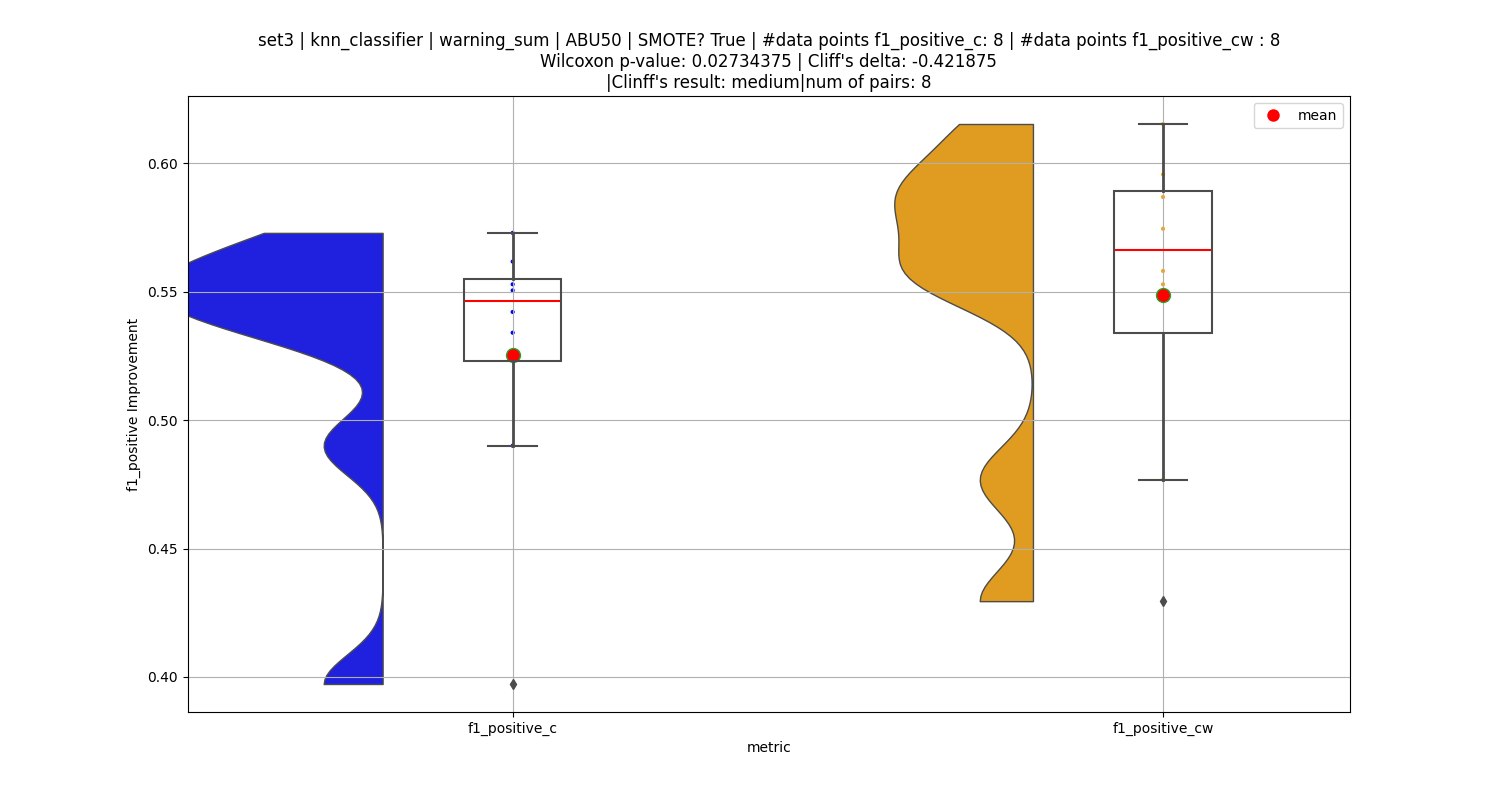 set3 | knn_classifier | warning_sum | ABU50 | SMOTE? True | #data points f1_positive_c: 8 | #data points f1_positive_cw : 8
Wilcoxon p-value: 0.02734375 | Cliff's delta: -0.421875
|Clinff's result: medium|num of pairs: 8
mean
0.60
0.55
0.50
0.45
0.40
f1_positive Improvement
f1_positive_c
f1_positive_cw
metric